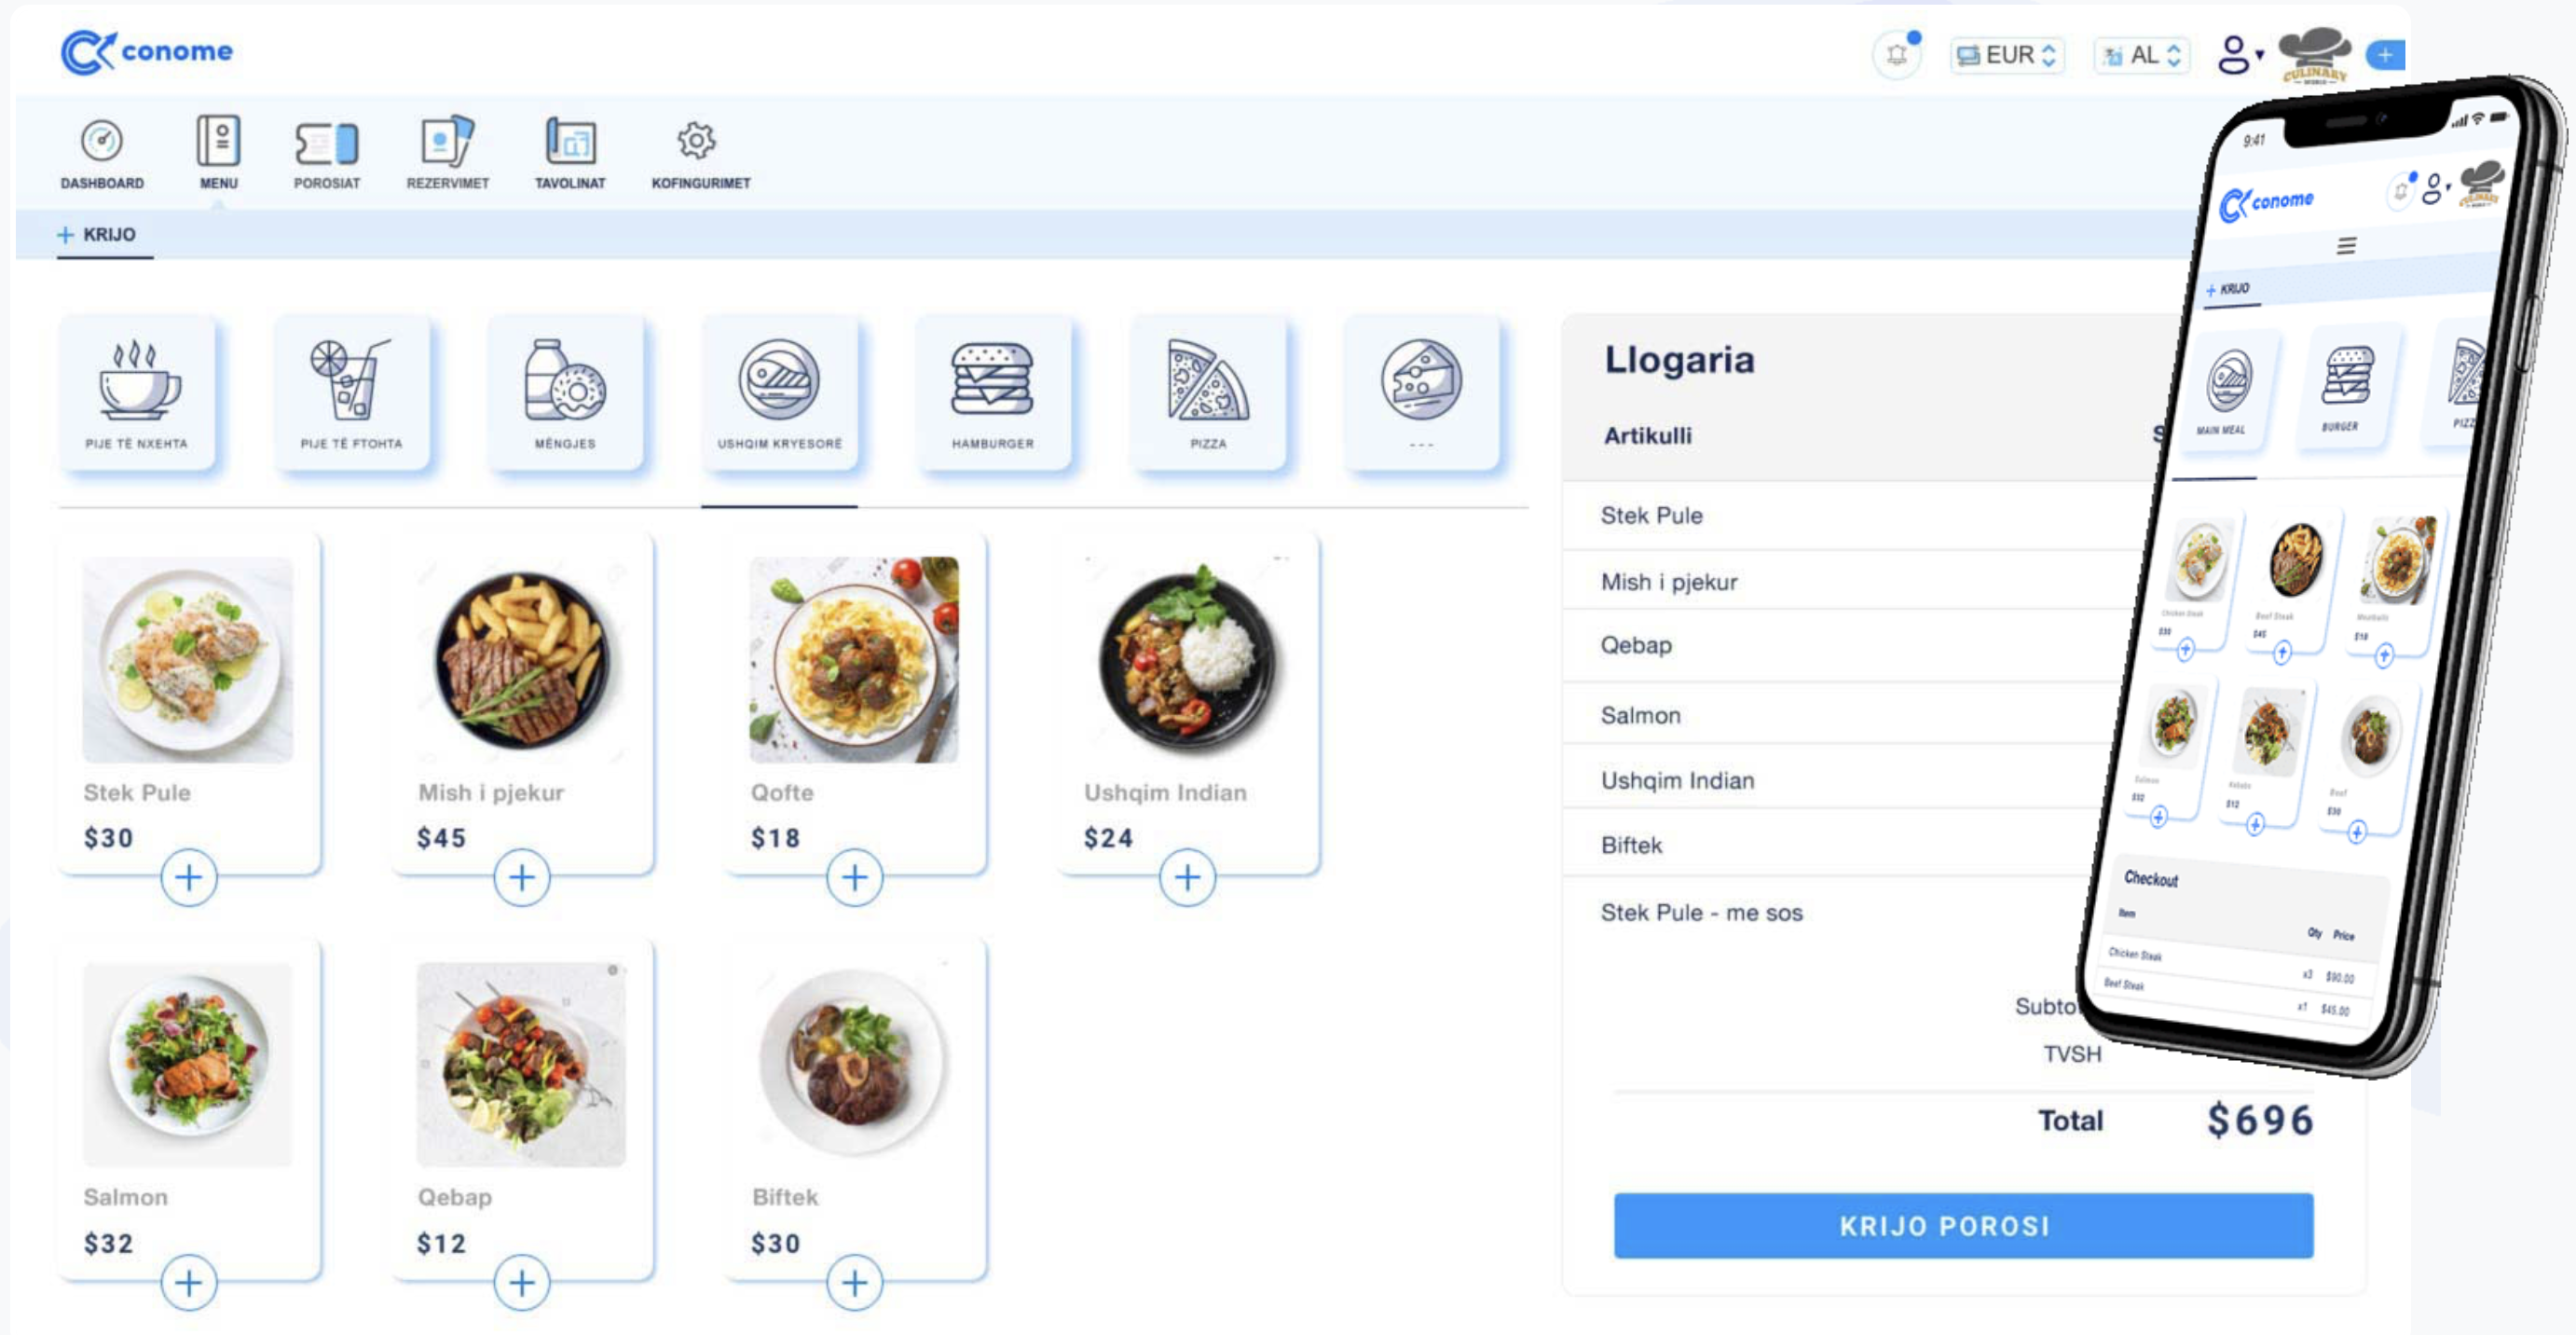 conome
EUR
AL
CULINARY
WORLD
DASHBOARD
MENU
POROSIAT
REZERVIMET
TAVOLINAT
KOFINGURIMET
+ KRIJO
PIJE TË NXEHTA
PIJE TË FTOHTA
MËNGJES
USHQIM KRYESORË
HAMBURGER
PIZZA
---
Stek Pule
$30
Mish i pjekur
$45
Qofte
$18
Ushqim Indian
$24
Salmon
$32
Qebap
$12
Biftek
$30
Llogaria
Artikulli S
Stek Pule
Mish i pjekur
Qebap
Salmon
Ushqim Indian
Biftek
Stek Pule - me sos
Subto
TVSH
Total $696
KRIJO POROSI
9:41
conome
CULINARY
+ KRIJO
MAIN MEAL
BURGER
PIZZ
Chicken Steak
$30
Beef Steak
$45
Meatballs
$18
Salmon
$32
Kebabs
$12
Beef
$30
Checkout
Item Qty Price
Chicken Steak x3 $90.00
Beef Steak x1 $45.00